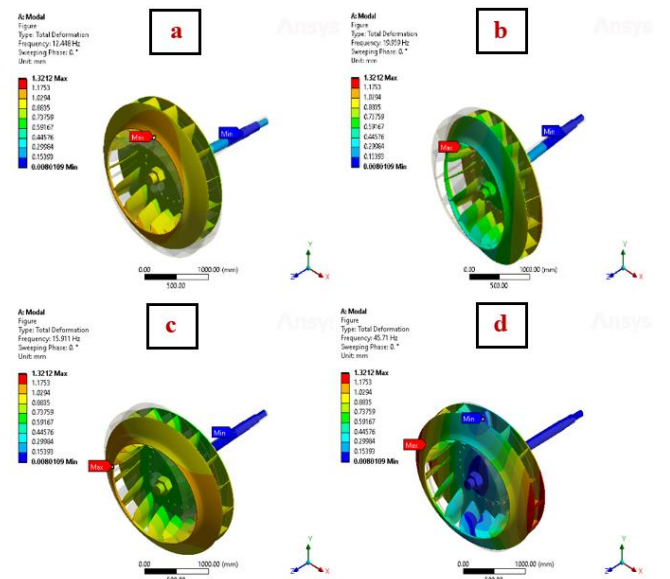 A: Modal
Figure
Type: Total Deformation
Frequency: 12.448 Hz
Sweeping Phase: 0. °
Unit: mm
a
1.3212 Max
1.1753
1.0294
0.8835
0.73759
0.59167
0.44576
0.29984
0.15393
0.0080109 Min
Max
Min
Ansys
Y
Z
X
0.00
1000.00 (mm)
500.00
A: Modal
Figure
Type: Total Deformation
Sweeping Phase: 0. °
Unit: mm
b
1.3212 Max
1.1753
1.0294
0.8835
0.73759
0.59167
0.44576
0.29984
0.15393
0.0080109 Min
Max
Min
Ansys
Y
Z
X
0.00
1000.00 (mm)
500.00
A: Modal
Figure
Type: Total Deformation
Frequency: 15.911 Hz
Sweeping Phase: 0. °
Unit: mm
c
1.3212 Max
1.1753
1.0294
0.8835
0.73759
0.59167
0.44576
0.29984
0.15393
0.0080109 Min
Max
Min
Ansys
Y
Z
X
0.00
1000.00 (mm)
500.00
A: Modal
Figure
Type: Total Deformation
Frequency: 45.71 Hz
Sweeping Phase: 0. °
Unit: mm
d
1.3212 Max
1.1753
1.0294
0.8835
0.73759
0.59167
0.44576
0.29984
0.15393
0.0080109 Min
Max
Min
Ansys
Y
Z
X
0.00
1000.00 (mm)
500.00